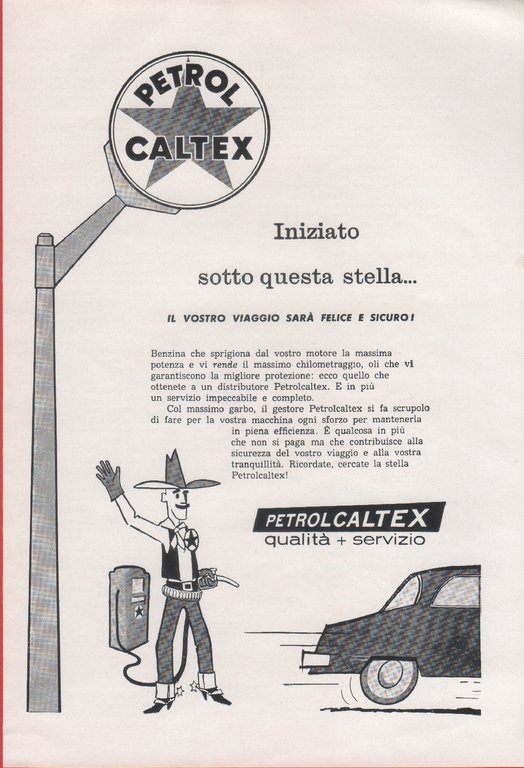 PETROL
CALTEX
Iniziato
sotto questa stella...
IL VOSTRO VIAGGIO SARÀ FELICE E SICURO!
Benzina che sprigiona dal vostro motore la massima
potenza e vi rende il massimo chilometraggio, oli che vi
garantiscono la migliore protezione: ecco quello che
ottenete a un distributore Petrolcaltex. E in più
un servizio impeccabile e completo.
Col massimo garbo, il gestore Petrolcaltex si fa scrupolo
di fare per la vostra macchina ogni sforzo per mantenerla
in piena efficienza. È qualcosa in più
che non si paga ma che contribuisce alla
sicurezza del vostro viaggio e alla vostra
tranquillità. Ricordate, cercate la stella
Petrolcaltex!
PETROLCALTEX
qualità + servizio